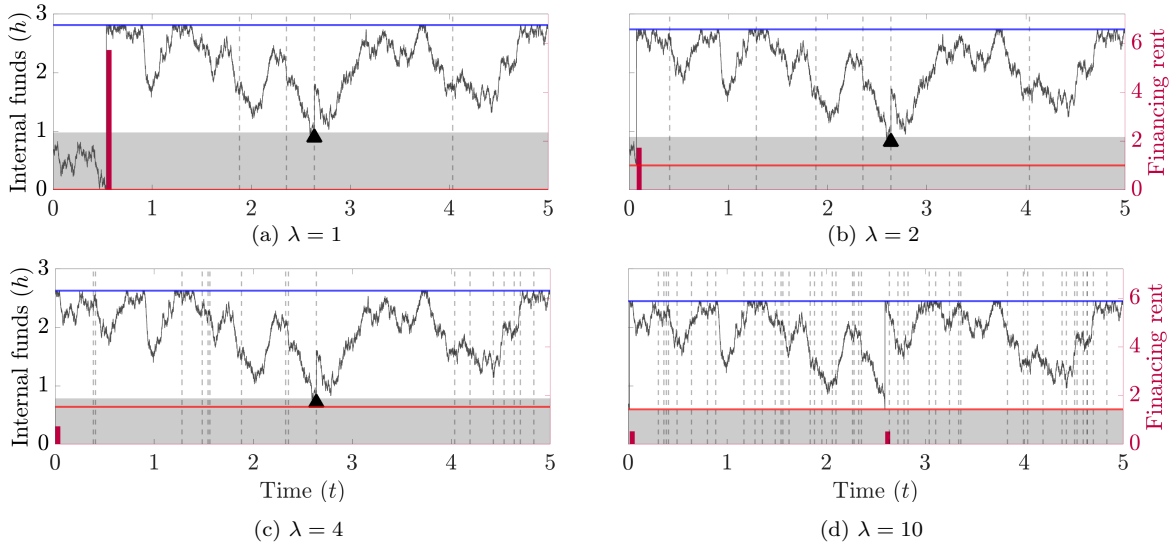 Internal funds (h)
3
2
1
0
0 1 2 3 4 5
(a) λ = 1
6
4
2
0
Financing rent
0 1 2 3 4 5
(b) λ = 2
Internal funds (h)
3
2
1
0
0 1 2 3 4 5
Time (t)
(c) λ = 4
6
4
2
0
Financing rent
0 1 2 3 4 5
Time (t)
(d) λ = 10